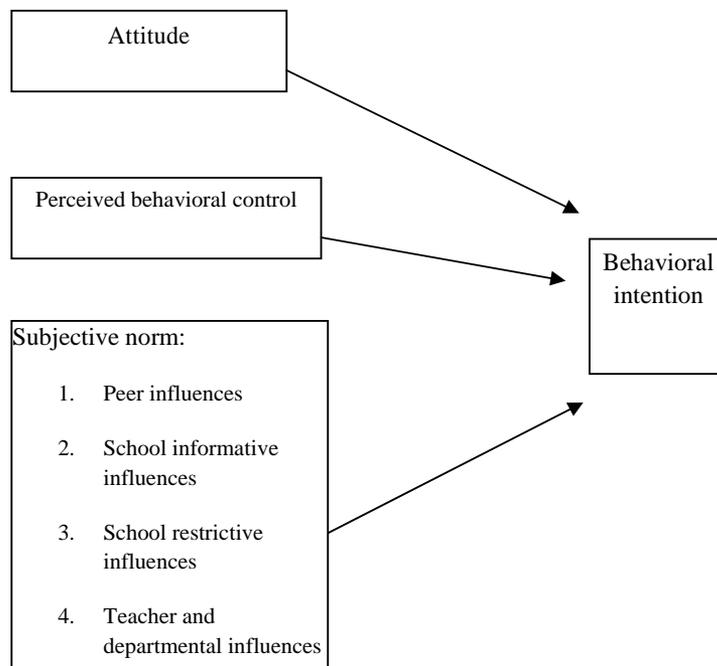 Attitude
Perceived behavioral control
Behavioral
intention
Subjective norm:
1. Peer influences
2. School informative
influences
3. School restrictive
influences
4. Teacher and
departmental influences